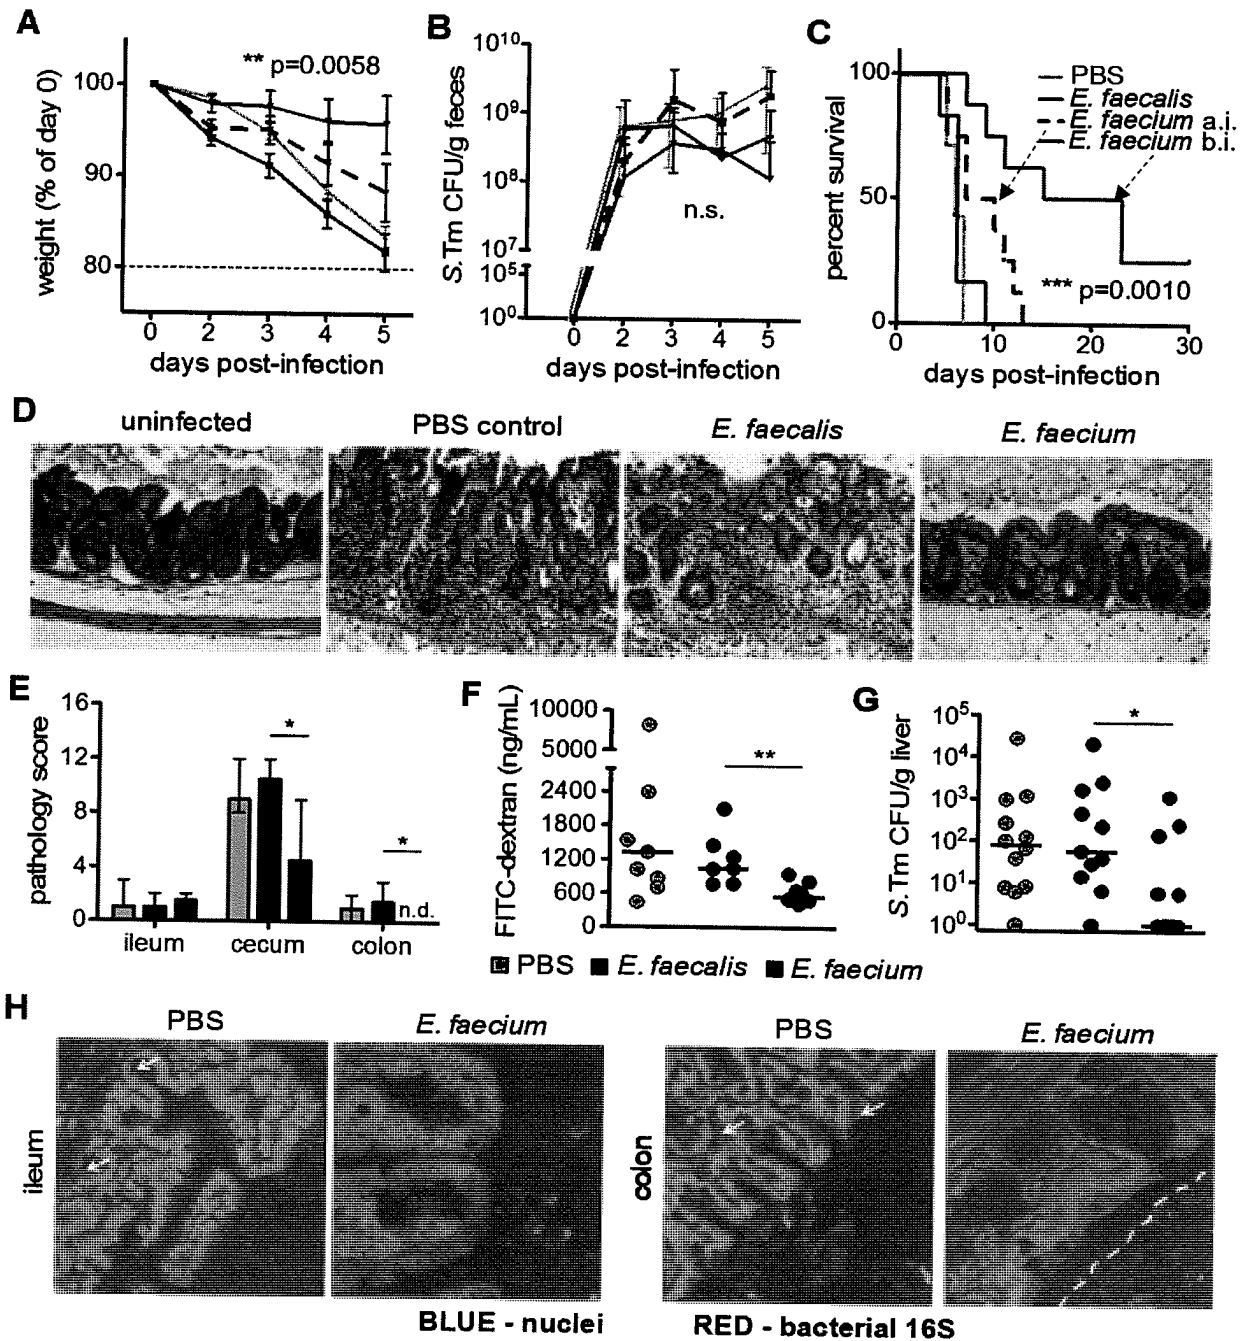 A
** p=0.0058
weight (% of day 0)
100
90
80
0 2 3 4 5
days post-infection
B
S.Tm CFU/g feces
10^10
10^9
10^8
10^7
10^5
10^0
n.s.
0 2 3 4 5
days post-infection
C
percent survival
100
50
0
PBS
E. faecalis
E. faecium a.i.
E. faecium b.i.
*** p=0.0010
0 10 20 30
days post-infection
D
uninfected
PBS control
E. faecalis
E. faecium
E
pathology score
16
12
8
4
0
*
*
n.d.
ileum cecum colon
F
FITC-dextran (ng/mL)
10000
5000
2400
1800
1200
600
0
**
G
S.Tm CFU/g liver
10^5
10^4
10^3
10^2
10^1
10^0
*
PBS E. faecalis E. faecium
H
PBS
E. faecium
PBS
E. faecium
ileum
colon
BLUE - nuclei
RED - bacterial 16S